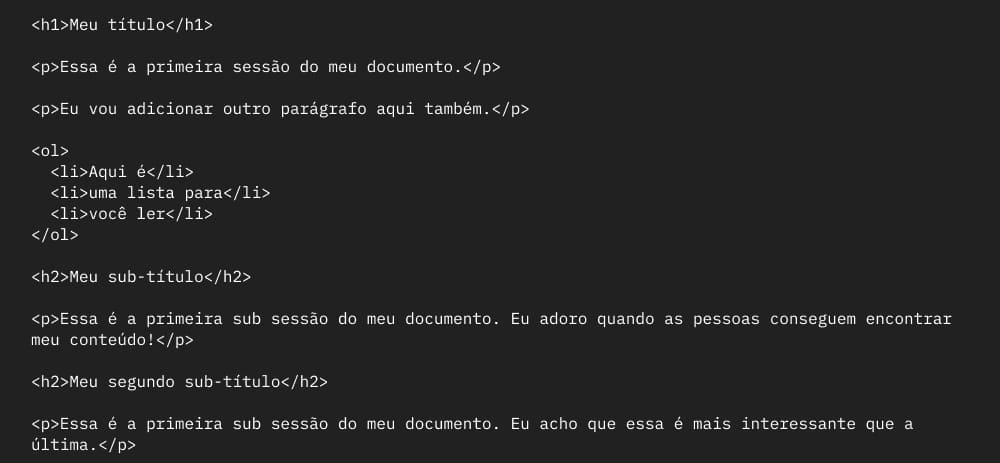 <h1>Meu título</h1>
<p>Essa é a primeira sessão do meu documento.</p>
<p>Eu vou adicionar outro parágrafo aqui também.</p>
<ol>
  <li>Aqui é</li>
  <li>uma lista para</li>
  <li>você ler</li>
</ol>
<h2>Meu sub-título</h2>
<p>Essa é a primeira sub sessão do meu documento. Eu adoro quando as pessoas conseguem encontrar
meu conteúdo!</p>
<h2>Meu segundo sub-título</h2>
<p>Essa é a primeira sub sessão do meu documento. Eu acho que essa é mais interessante que a
última.</p>